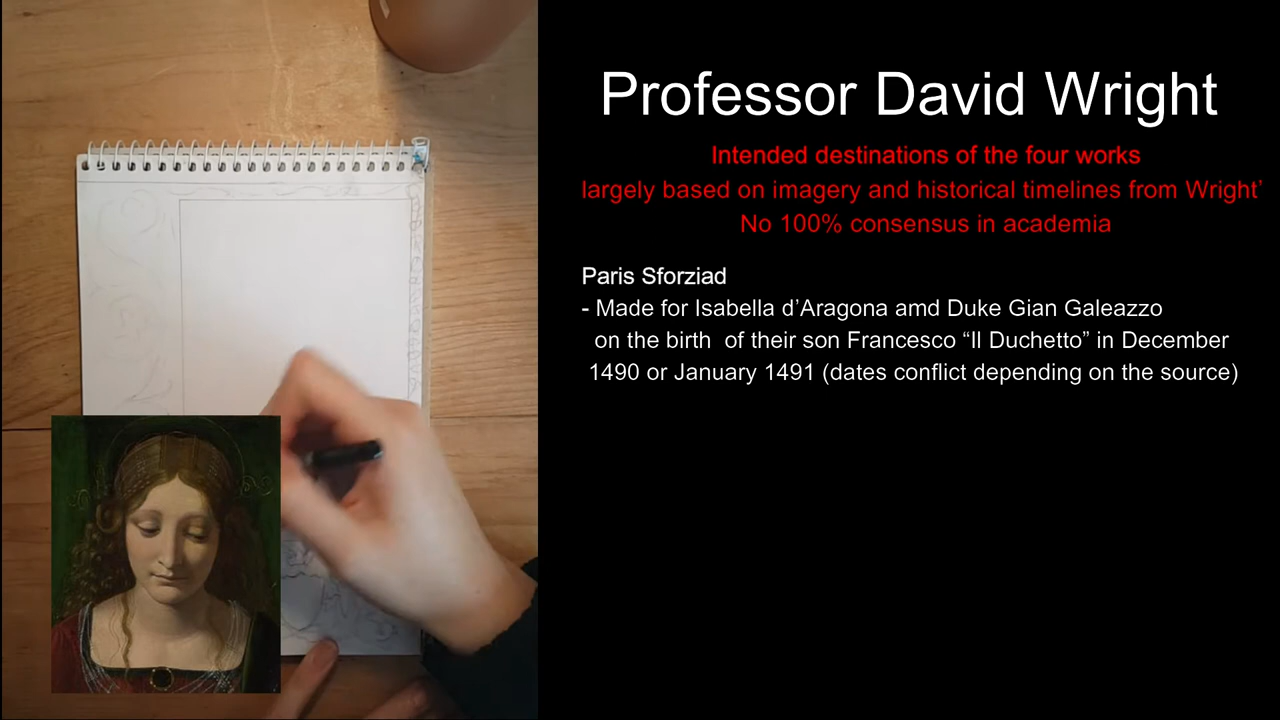 Professor David Wright
Intended destinations of the four works
largely based on imagery and historical timelines from Wright’
No 100% consensus in academia
Paris Sforziad
- Made for Isabella d’Aragona amd Duke Gian Galeazzo
on the birth of their son Francesco “Il Duchetto” in December
1490 or January 1491 (dates conflict depending on the source)